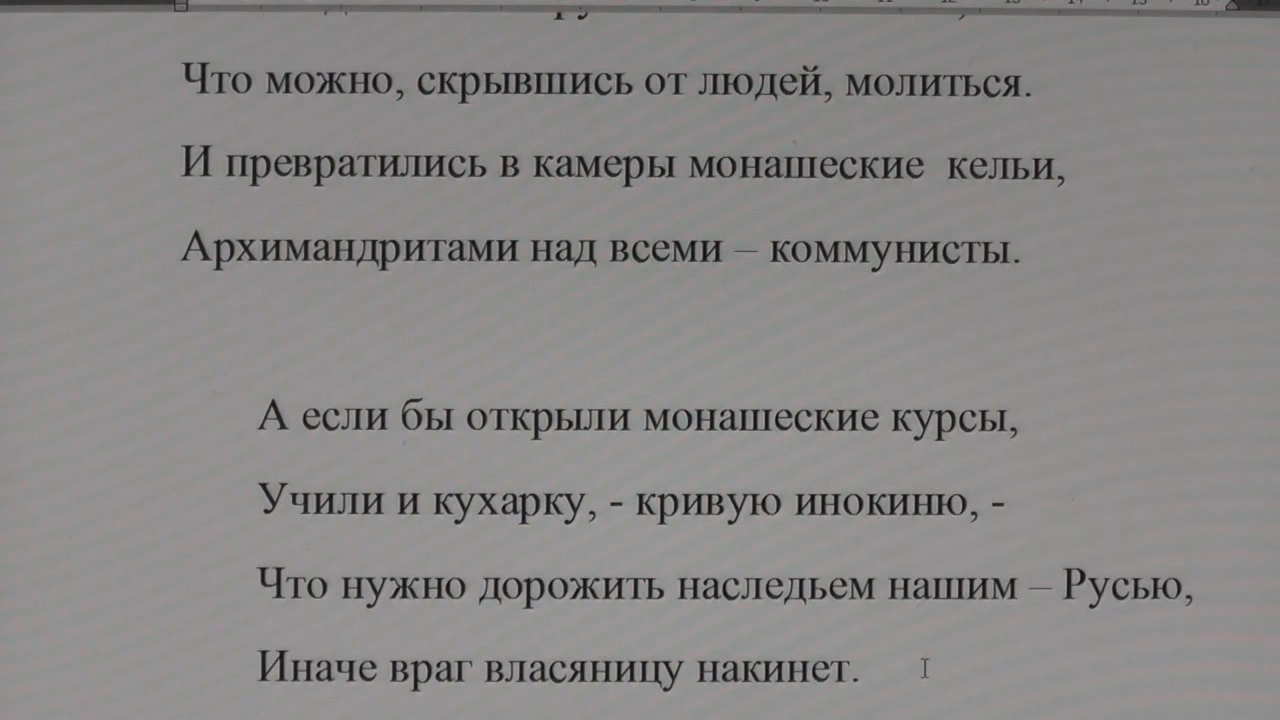 Что можно, скрывшись от людей, молиться.
И превратились в камеры монашеские  кельи,
Архимандритами над всеми – коммунисты.
А если бы открыли монашеские курсы,
Учили и кухарку, - кривую инокиню, -
Что нужно дорожить наследьем нашим – Русью,
Иначе враг власяницу накинет.